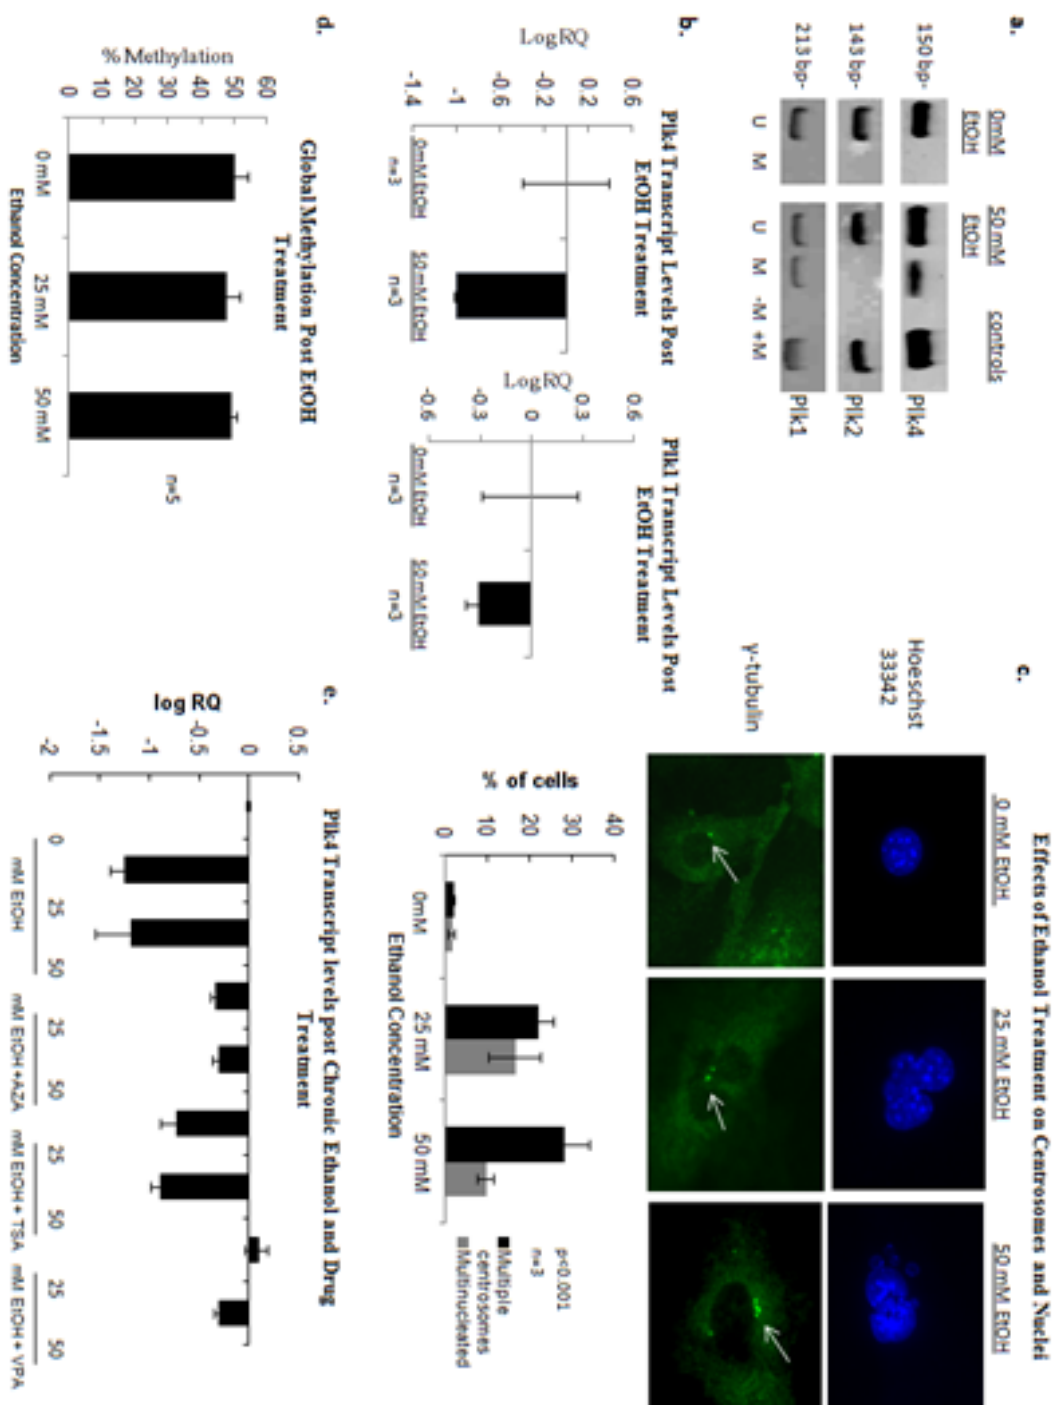 a.
0mM
EtOH
50 mM
EtOH
controls
150 bp-
Plk4
143 bp-
Plk2
213 bp-
Plk1
U M U M -M +M
b.
Plk4 Transcript Levels Post
EtOH Treatment
LogRQ
0.6
0.2
-0.2
-0.6
-1
-1.4
0mM EtOH
50 mM EtOH
n=3
n=3
Plk1 Transcript Levels Post
EtOH Treatment
LogRQ
0.6
0.3
0
-0.3
-0.6
0mM EtOH
50 mM EtOH
n=3
n=3
c.
Effects of Ethanol Treatment on Centrosomes and Nuclei
0 mM EtOH
25 mM EtOH
50 mM EtOH
Hoeschst
33342
γ-tubulin
% of cells
40
30
20
10
0
0mM
25 mM
50 mM
Ethanol Concentration
p<0.001
n=3
Multiple
centrosomes
Multinucleated
d.
Global Methylation Post EtOH
Treatment
% Methylation
60
50
40
30
20
10
0
0 mM
25 mM
50 mM
Ethanol Concentration
n=5
e.
Plk4 Transcript levels post Chronic Ethanol and Drug
Treatment
log RQ
0.5
0
-0.5
-1
-1.5
-2
0 25 50 25 50 25 50 25 50
mM EtOH
mM EtOH +AZA
mM EtOH + TSA
mM EtOH + VPA